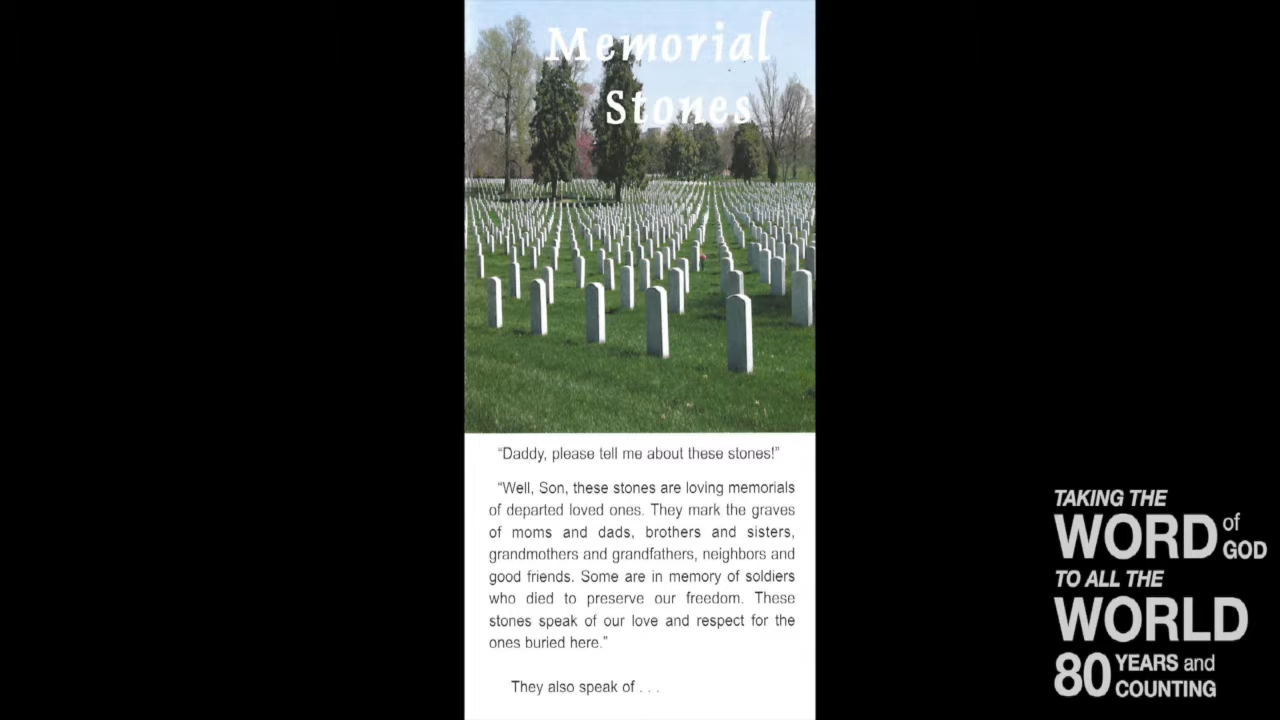 Memorial
Stones
“Daddy, please tell me about these stones!”
“Well, Son, these stones are loving memorials
of departed loved ones. They mark the graves
of moms and dads, brothers and sisters,
grandmothers and grandfathers, neighbors and
good friends. Some are in memory of soldiers
who died to preserve our freedom. These
stones speak of our love and respect for the
ones buried here.”
They also speak of . . .
TAKING THE
WORD of GOD
TO ALL THE
WORLD
80 YEARS and COUNTING